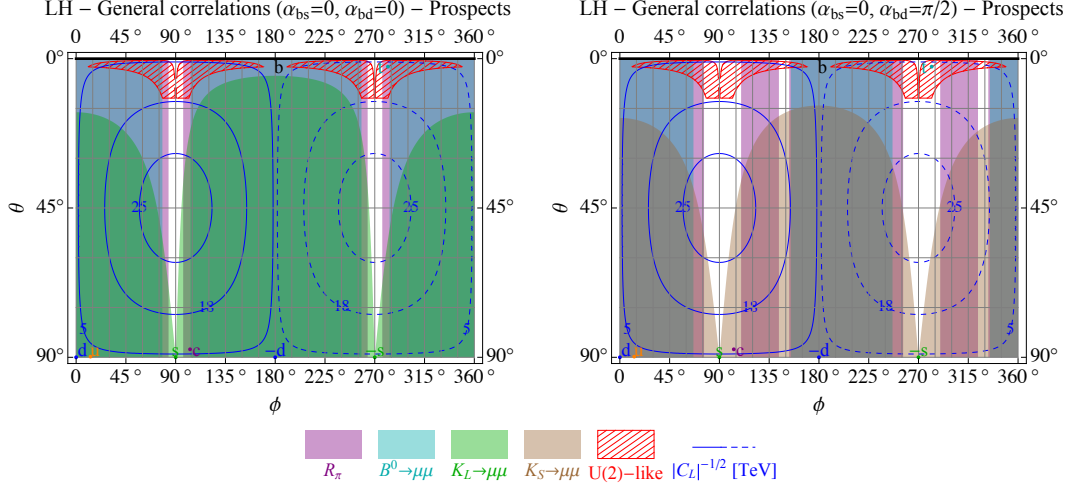 LH − General correlations (αbs=0, αbd=0) − Prospects
LH − General correlations (αbs=0, αbd=π/2) − Prospects
0° 45° 90° 135° 180° 225° 270° 315° 360°
0° 45° 90° 135° 180° 225° 270° 315° 360°
0° b 0°
0° b 0°
θ 45° 25 25 45°
θ 45° 25 25 45°
18 18
18 18
5 5
5 5
90° d s c −d −s 90°
90° d s c −d −s 90°
0 45 90 135 180 225 270 315 360
0 45 90 135 180 225 270 315 360
ϕ
ϕ
Rπ B0→μμ KL→μμ KS→μμ U(2)−like |CL|−1/2 [TeV]